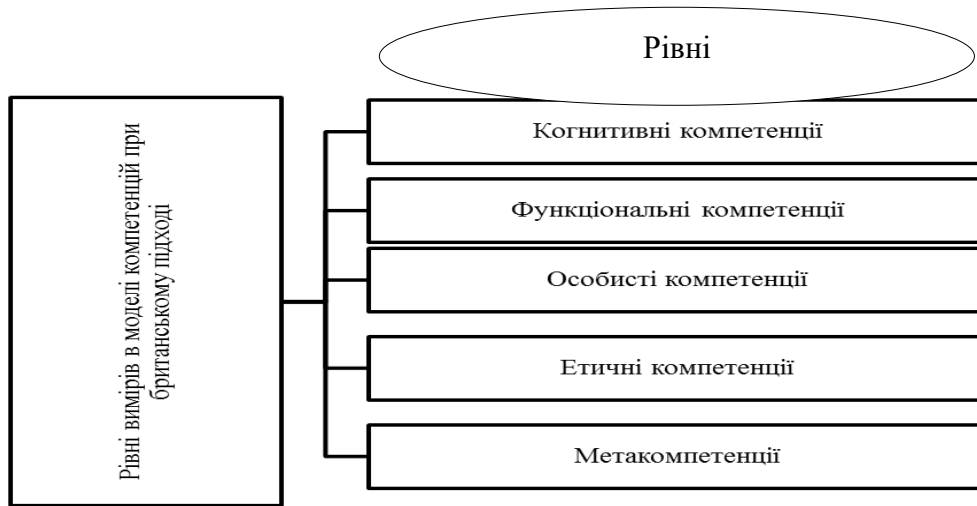 Рівні
Рівні вимірів в моделі компетенцій при
британському підході
Когнитивні компетенції
Функціональні компетенції
Особисті компетенції
Етичні компетенції
Метакомпетенції